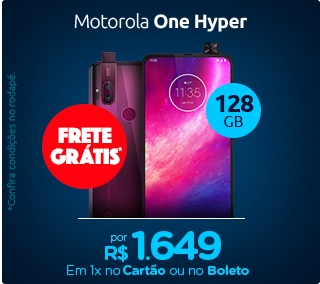 Motorola One Hyper
11:35
128
GB
FRETE
GRÁTIS*
*Confira condições no rodapé.
por
R$ 1.649
Em 1x no Cartão ou no Boleto